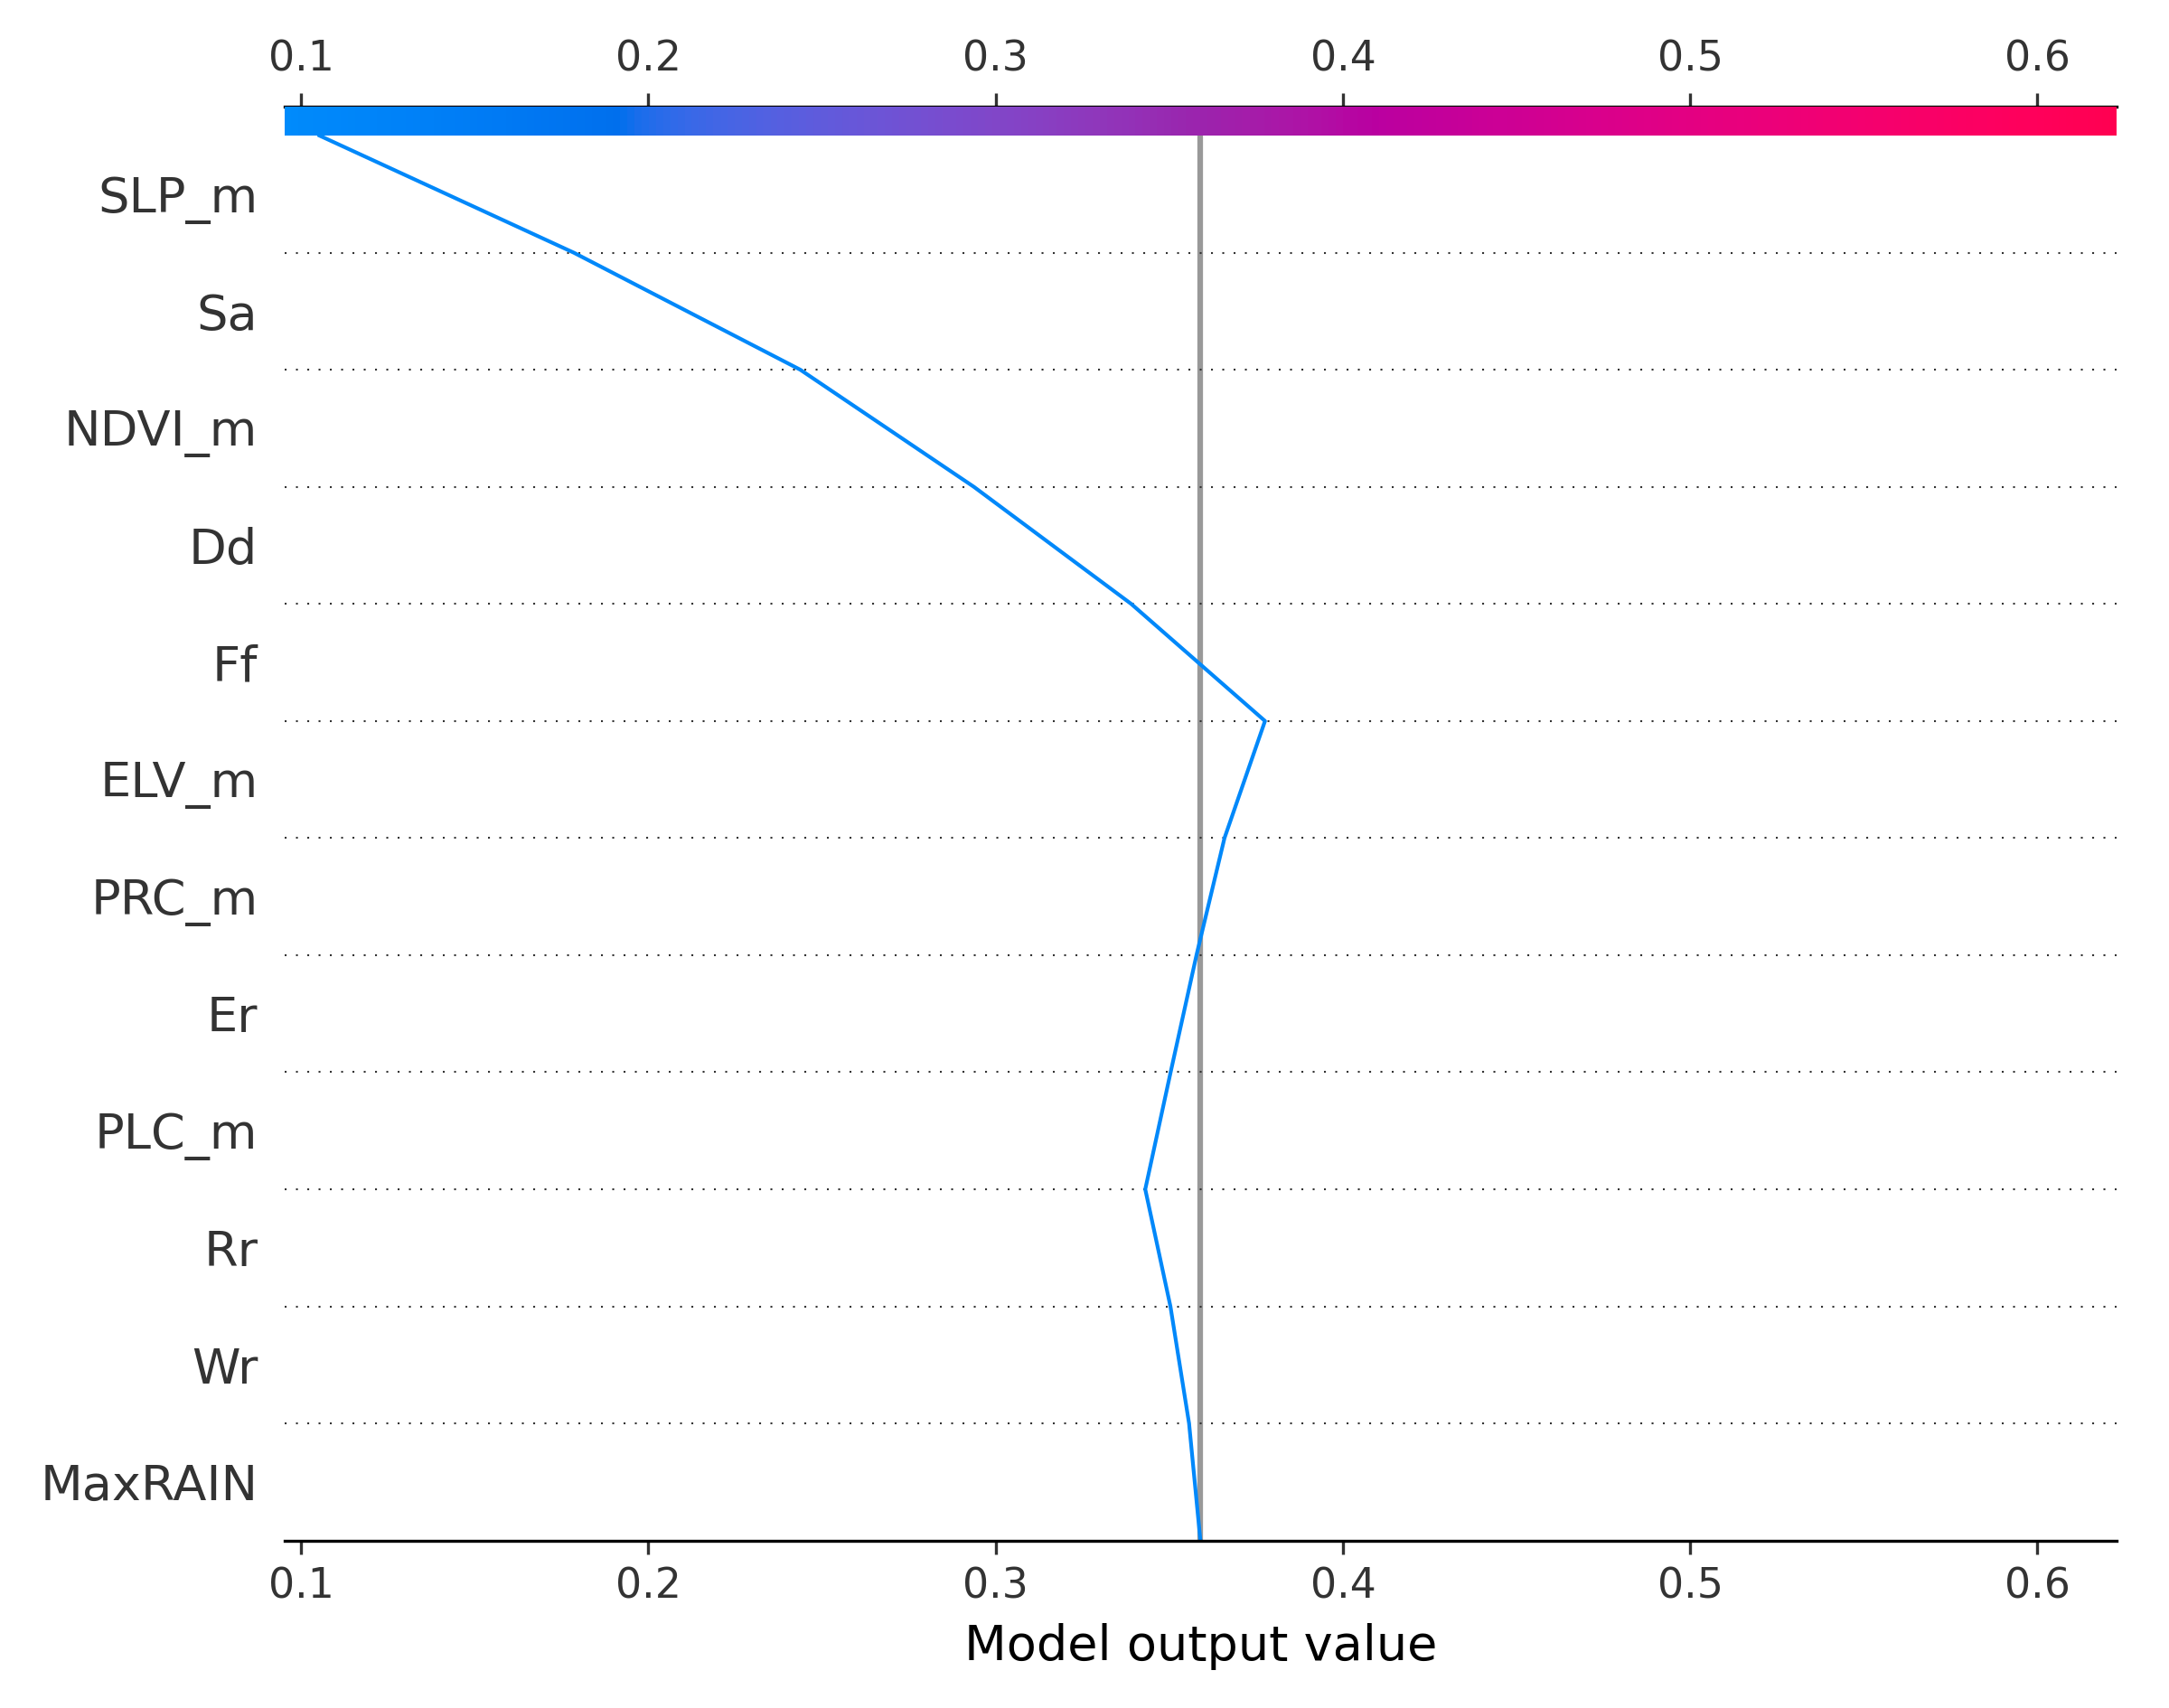 0.1 0.2 0.3 0.4 0.5 0.6
SLP_m
Sa
NDVI_m
Dd
Ff
ELV_m
PRC_m
Er
PLC_m
Rr
Wr
MaxRAIN
0.1 0.2 0.3 0.4 0.5 0.6
Model output value